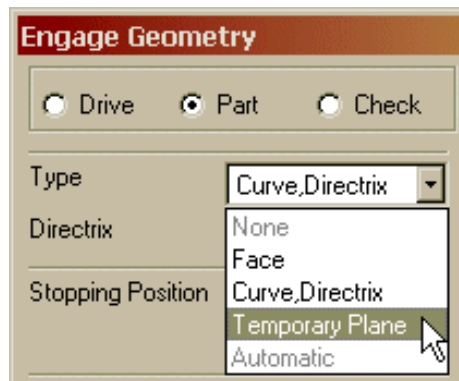 Engage Geometry
Drive Part Check
Type Curve,Directrix
Directrix None
Face
Stopping Position Curve,Directrix
Temporary Plane
Automatic